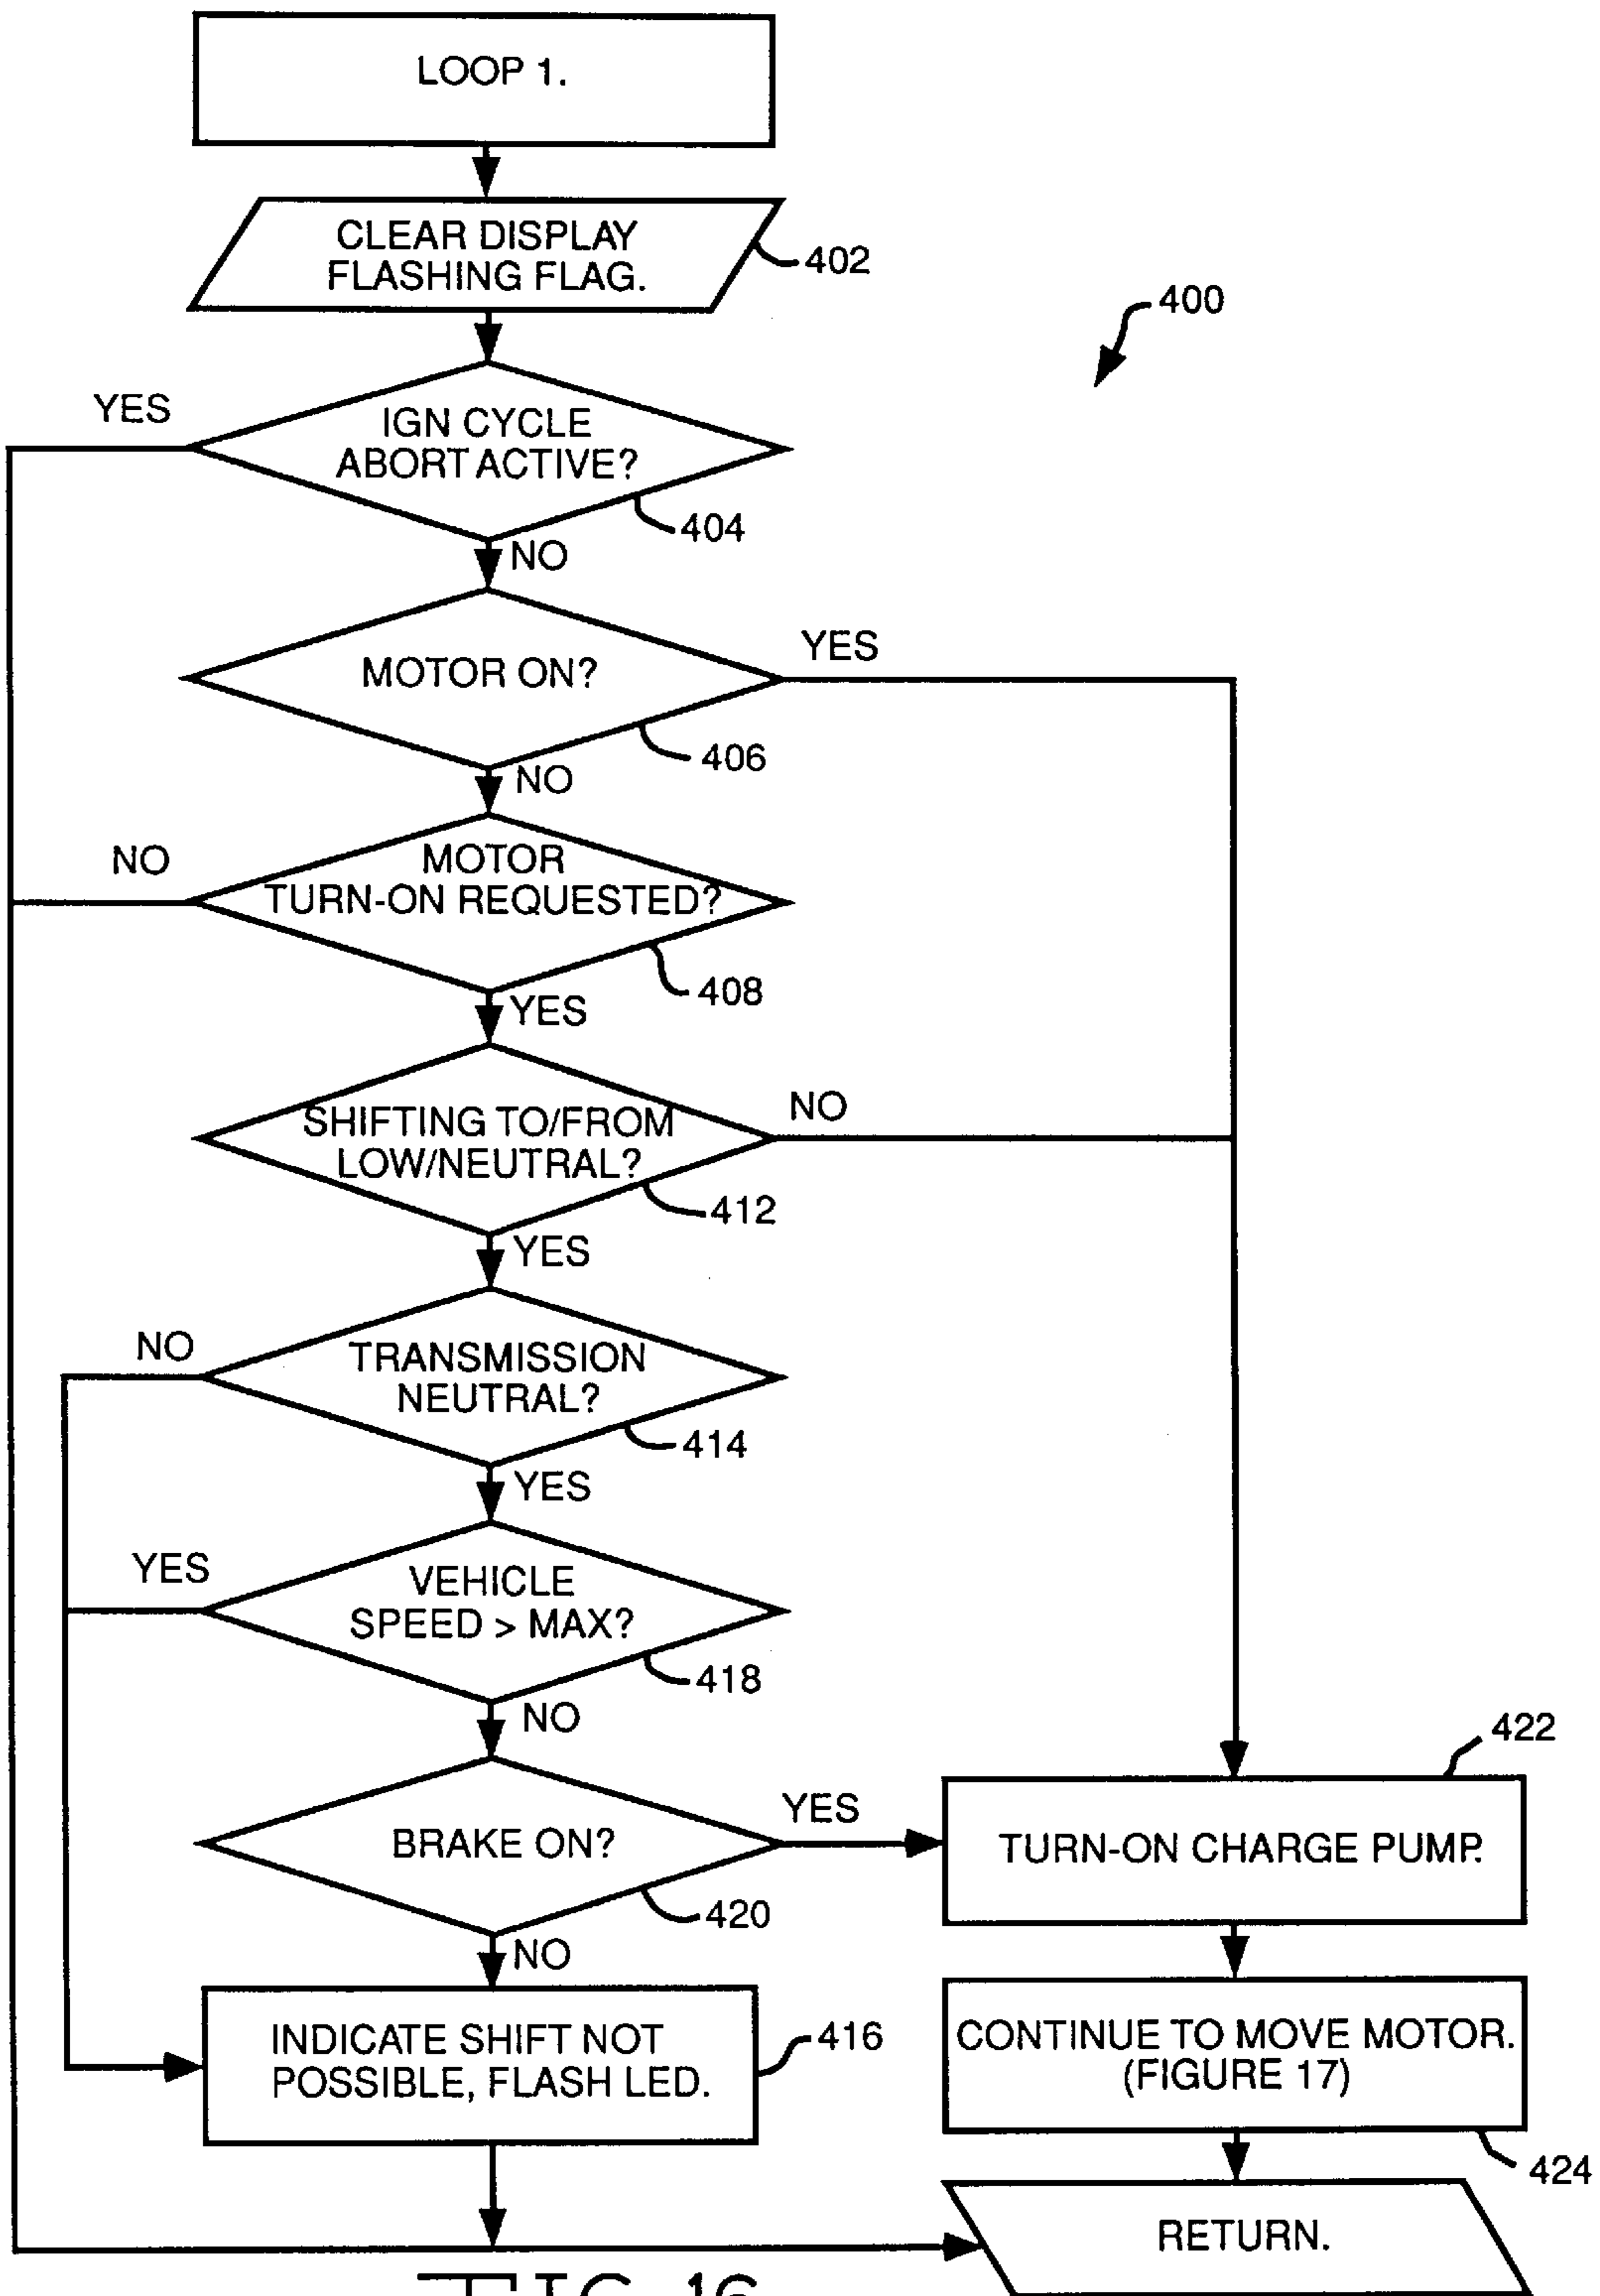 LOOP 1.
CLEAR DISPLAY
FLASHING FLAG.
402
400
YES
IGN CYCLE
ABORT ACTIVE?
404
NO
MOTOR ON?
YES
406
NO
NO
MOTOR
TURN-ON REQUESTED?
408
YES
SHIFTING TO/FROM
LOW/NEUTRAL?
NO
412
YES
NO
TRANSMISSION
NEUTRAL?
414
YES
YES
VEHICLE
SPEED > MAX?
418
NO
BRAKE ON?
YES
420
NO
422
TURN-ON CHARGE PUMP.
INDICATE SHIFT NOT
POSSIBLE, FLASH LED.
416
CONTINUE TO MOVE MOTOR.
(FIGURE 17)
424
RETURN.
FIG. 16